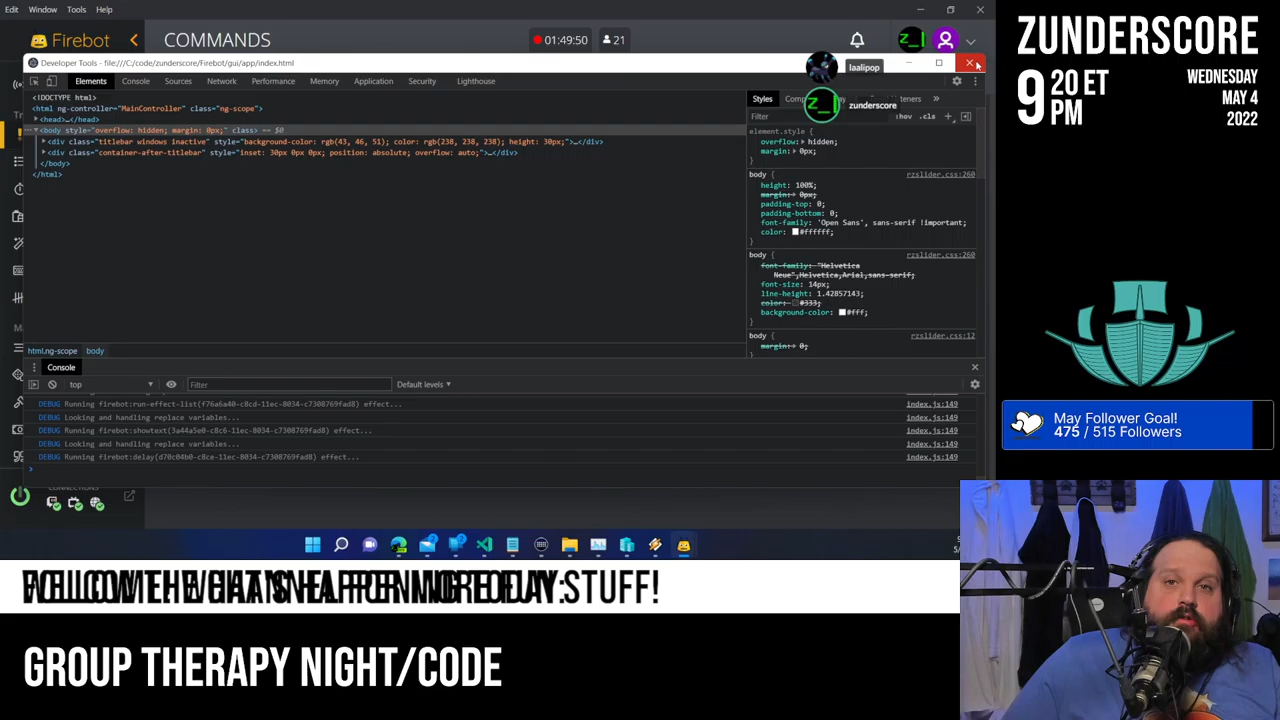 Edit Window Tools Help
Firebot
COMMANDS
01:49:50
21
z_|
Developer Tools - file:///C:/code/zunderscore/Firebot/gui/app/index.html
laalipop
Elements Console Sources Network Performance Memory Application Security Lighthouse
<!DOCTYPE html>
<html ng-controller="MainController" class="ng-scope">
<head>…</head>
<body style="overflow: hidden; margin: 0px;" class> == $0
<div class="titlebar windows inactive" style="background-color: rgb(43, 46, 51); color: rgb(238, 238, 238); height: 30px;">…</div>
<div class="container-after-titlebar" style="inset: 30px 0px 0px; position: absolute; overflow: auto;">…</div>
</body>
</html>
Styles
z_|
zunderscore
Filter
:hov .cls
element.style {
overflow: hidden;
margin: 0px;
}
body {
rzslider.css:260
height: 100%;
margin: 0px;
padding-top: 0;
padding-bottom: 0;
font-family: 'Open Sans', sans-serif !important;
color: #ffffff;
}
body {
rzslider.css:260
font-family: "Helvetica
Neue",Helvetica,Arial,sans-serif;
font-size: 14px;
line-height: 1.42857143;
color: #333;
background-color: #fff;
}
body {
rzslider.css:12
margin: 0;
html.ng-scope body
Console
top
Filter
Default levels
DEBUG Running firebot:run-effect-list(f76a6a40-c8cd-11ec-8034-c7308769fad8) effect...
index.js:149
DEBUG Looking and handling replace variables...
index.js:149
DEBUG Running firebot:showtext(3a44a5e0-c8c6-11ec-8034-c7308769fad8) effect...
index.js:149
DEBUG Looking and handling replace variables...
index.js:149
DEBUG Running firebot:delay(d70c04b0-c8ce-11ec-8034-c7308769fad8) effect...
index.js:149
CONNECTIONS
STUFF!
GROUP THERAPY NIGHT/CODE
ZUNDERSCORE
9
20 ET
PM
WEDNESDAY
MAY 4
2022
May Follower Goal!
475 / 515 Followers